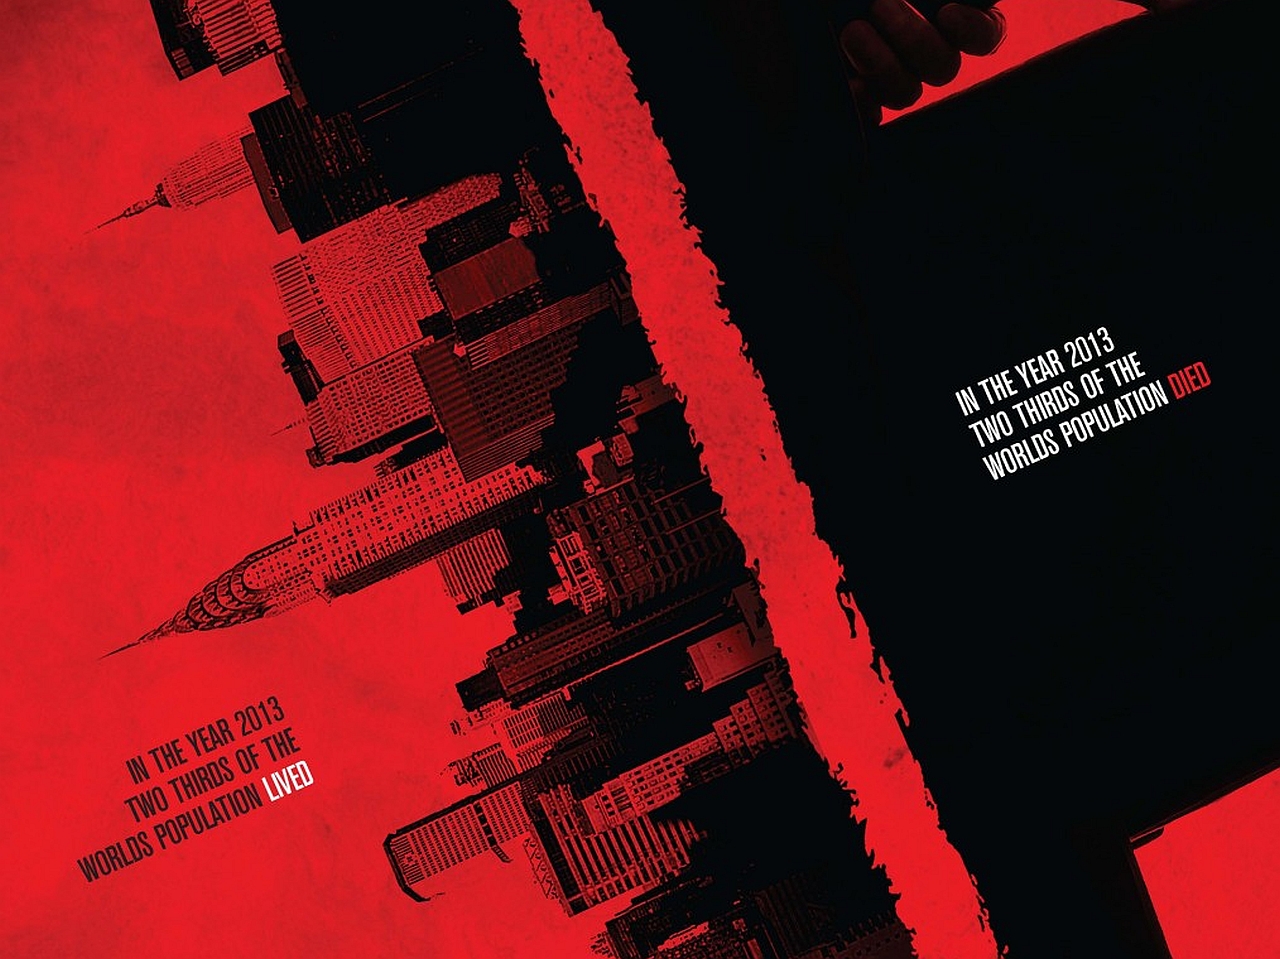 IN THE YEAR 2013
TWO THIRDS OF THE
WORLDS POPULATION LIVED
IN THE YEAR 2013
TWO THIRDS OF THE
WORLDS POPULATION DIED